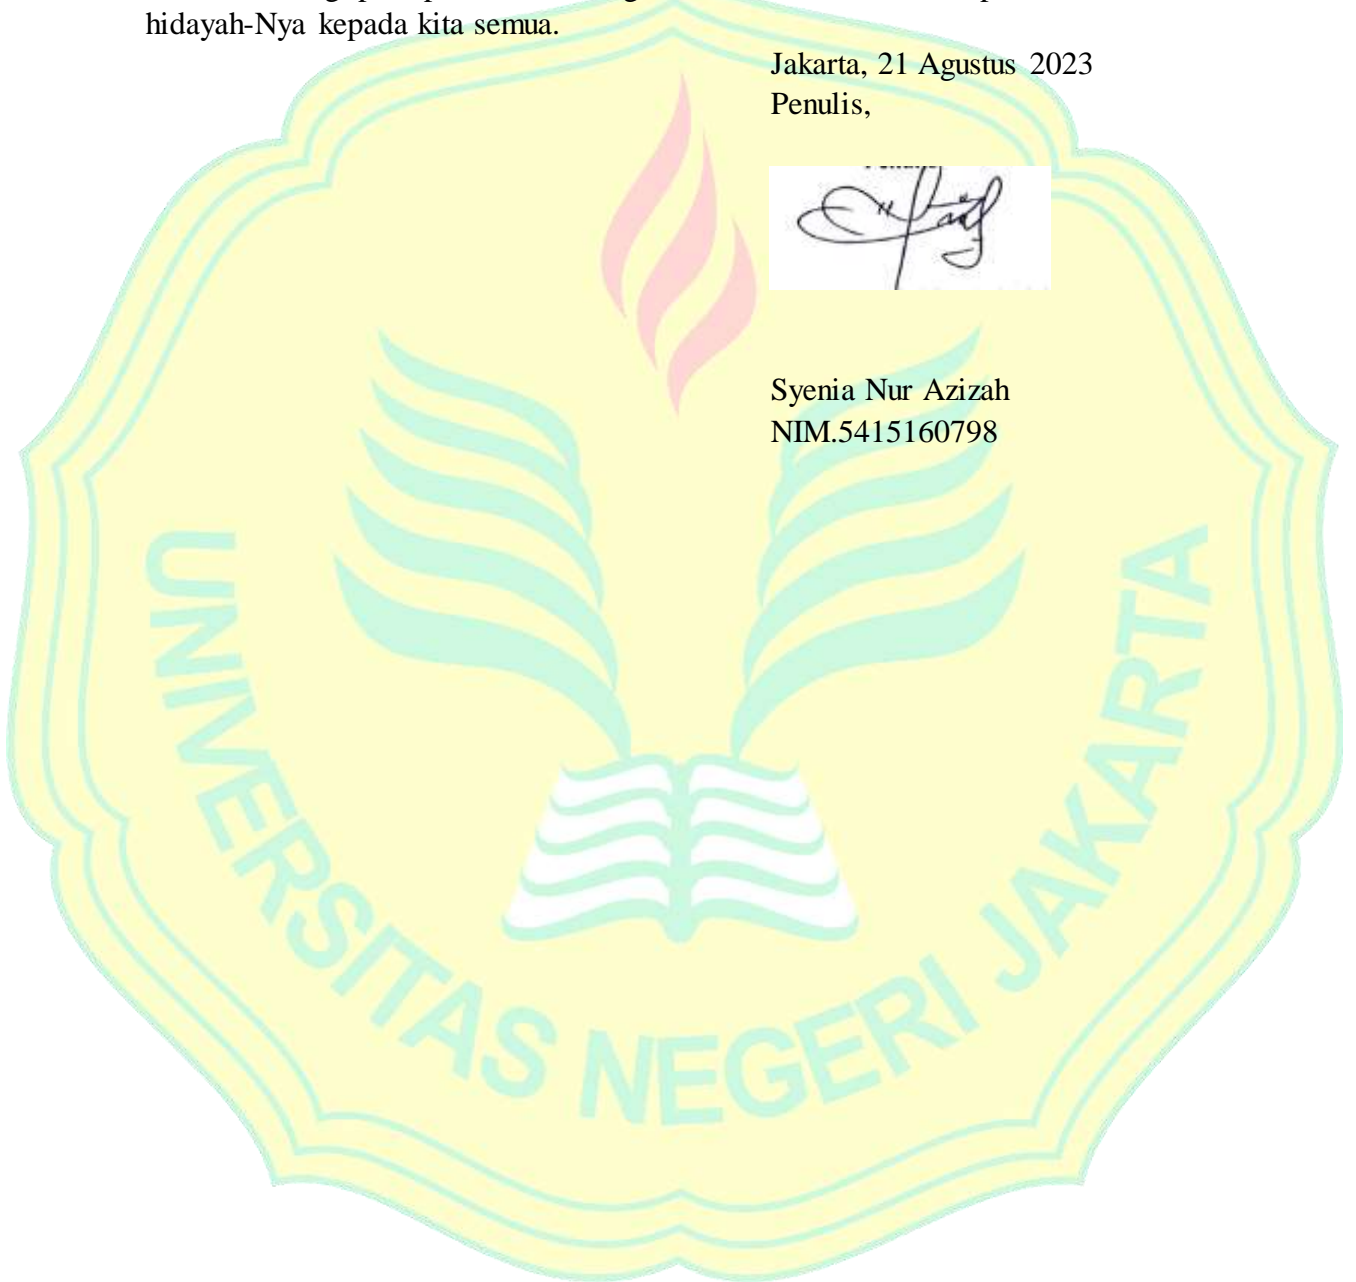 hidayah-Nya kepada kita semua.
Jakarta, 21 Agustus 2023
Penulis,
Syenia Nur Azizah
NIM.5415160798
UNIVERSITAS NEGERI JAKARTA